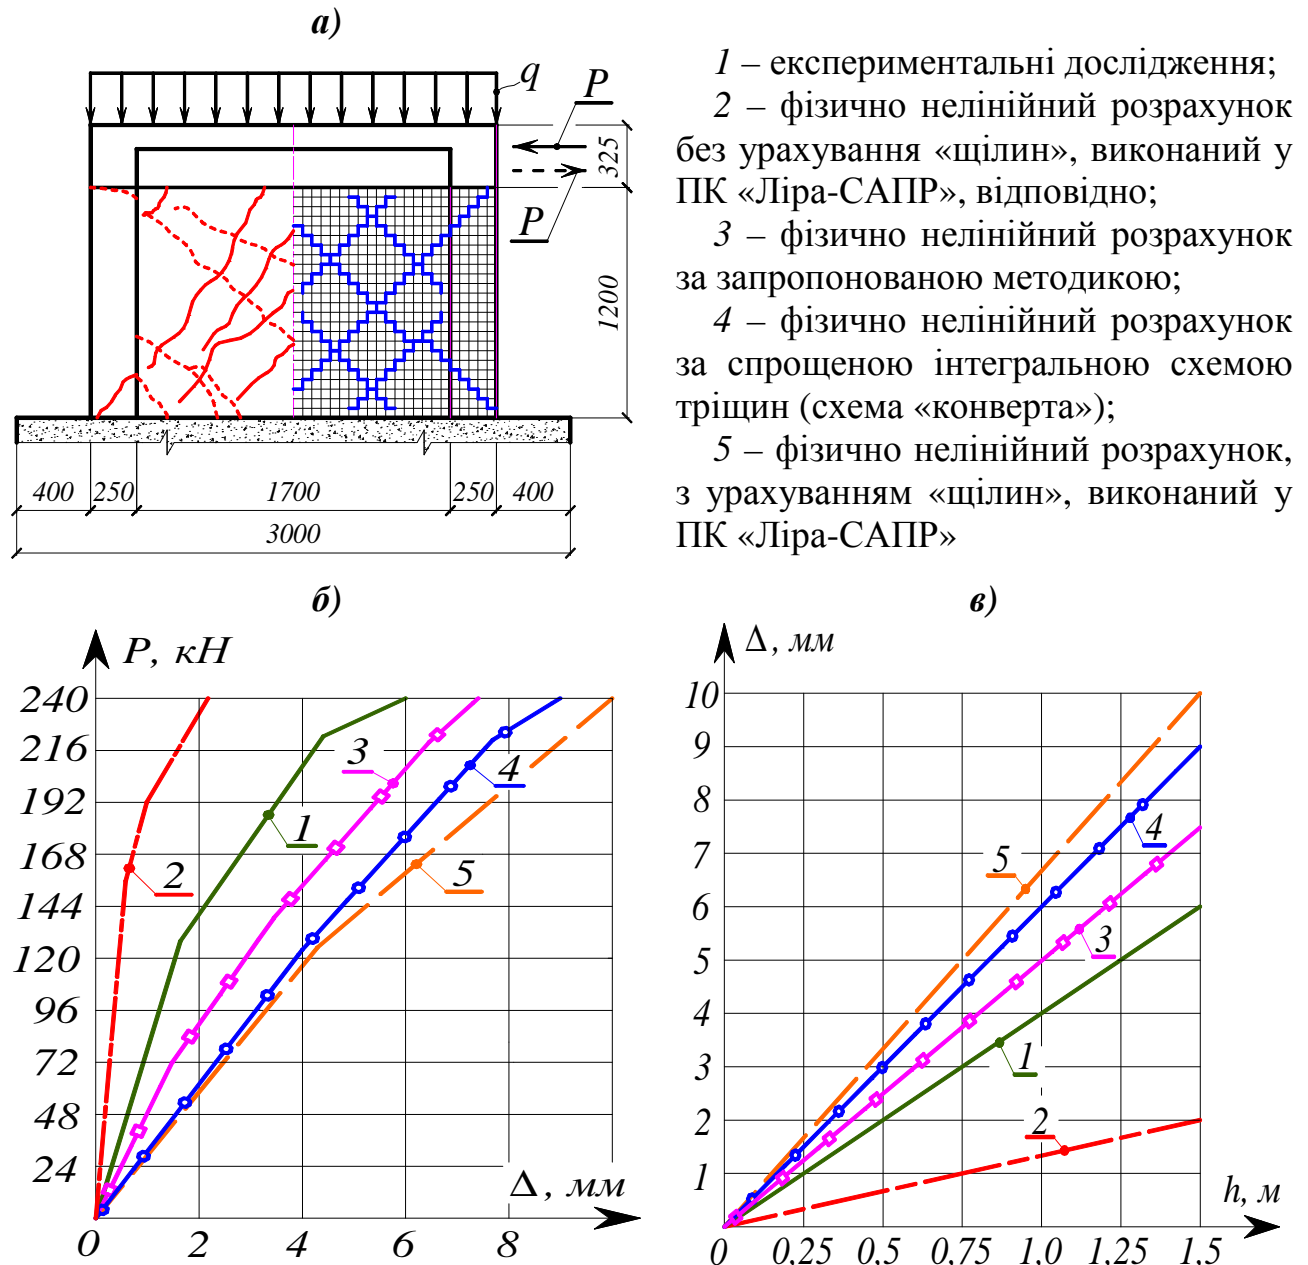 а)
q
P
P
325
1200
400 250 1700 250 400
3000
1 – експериментальні дослідження;
2 – фізично нелінійний розрахунок
без урахування «щілин», виконаний у
ПК «Ліра-САПР», відповідно;
3 – фізично нелінійний розрахунок
за запропонованою методикою;
4 – фізично нелінійний розрахунок
за спрощеною інтегральною схемою
тріщин (схема «конверта»);
5 – фізично нелінійний розрахунок,
з урахуванням «щілин», виконаний у
ПК «Ліра-САПР»
б)
P, кН
240
216
192
168
144
120
96
72
48
24
3
4
1
2
5
Δ, мм
0 2 4 6 8
в)
Δ, мм
10
9
8
7
6
5
4
3
2
1
4
5
3
1
2
h, м
0 0,25 0,5 0,75 1,0 1,25 1,5